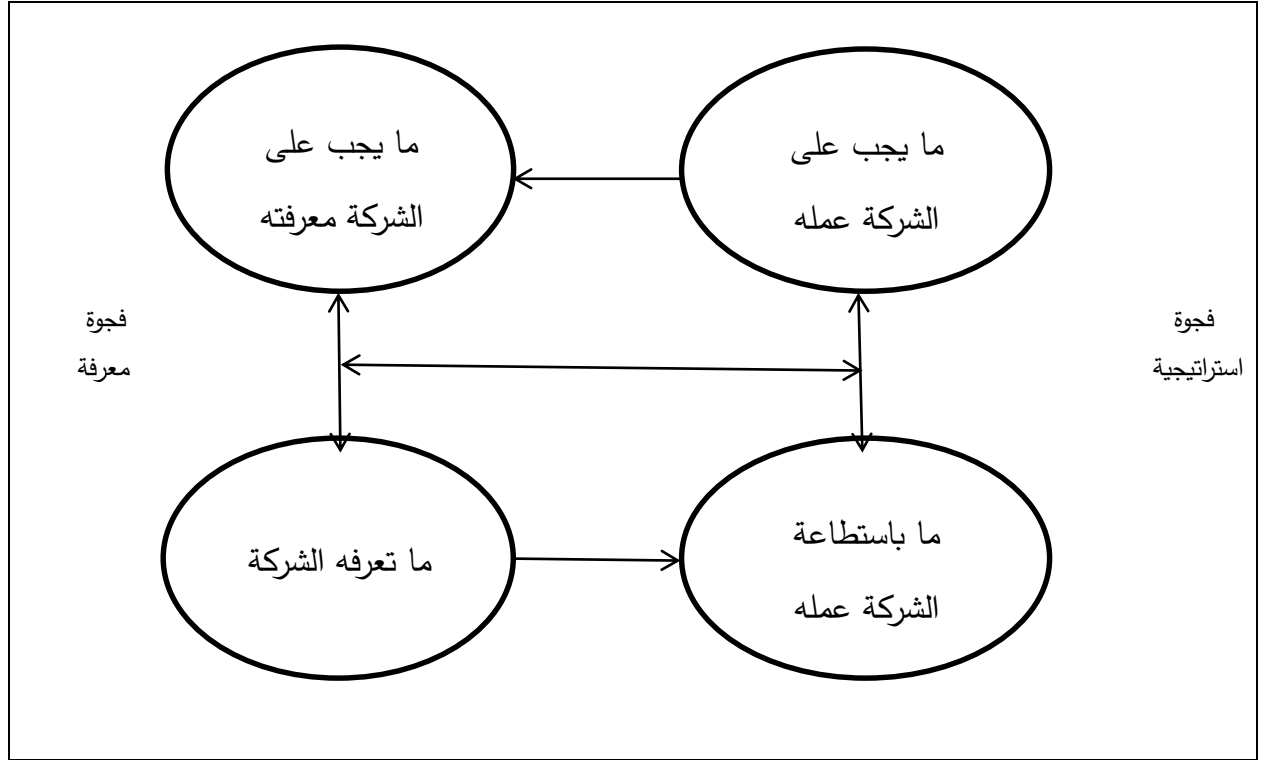 ما يجب على
الشركة عمله
ما يجب على
الشركة معرفته
فجوة
استراتيجية
فجوة
معرفة
ما باستطاعة
الشركة عمله
ما تعرفه الشركة